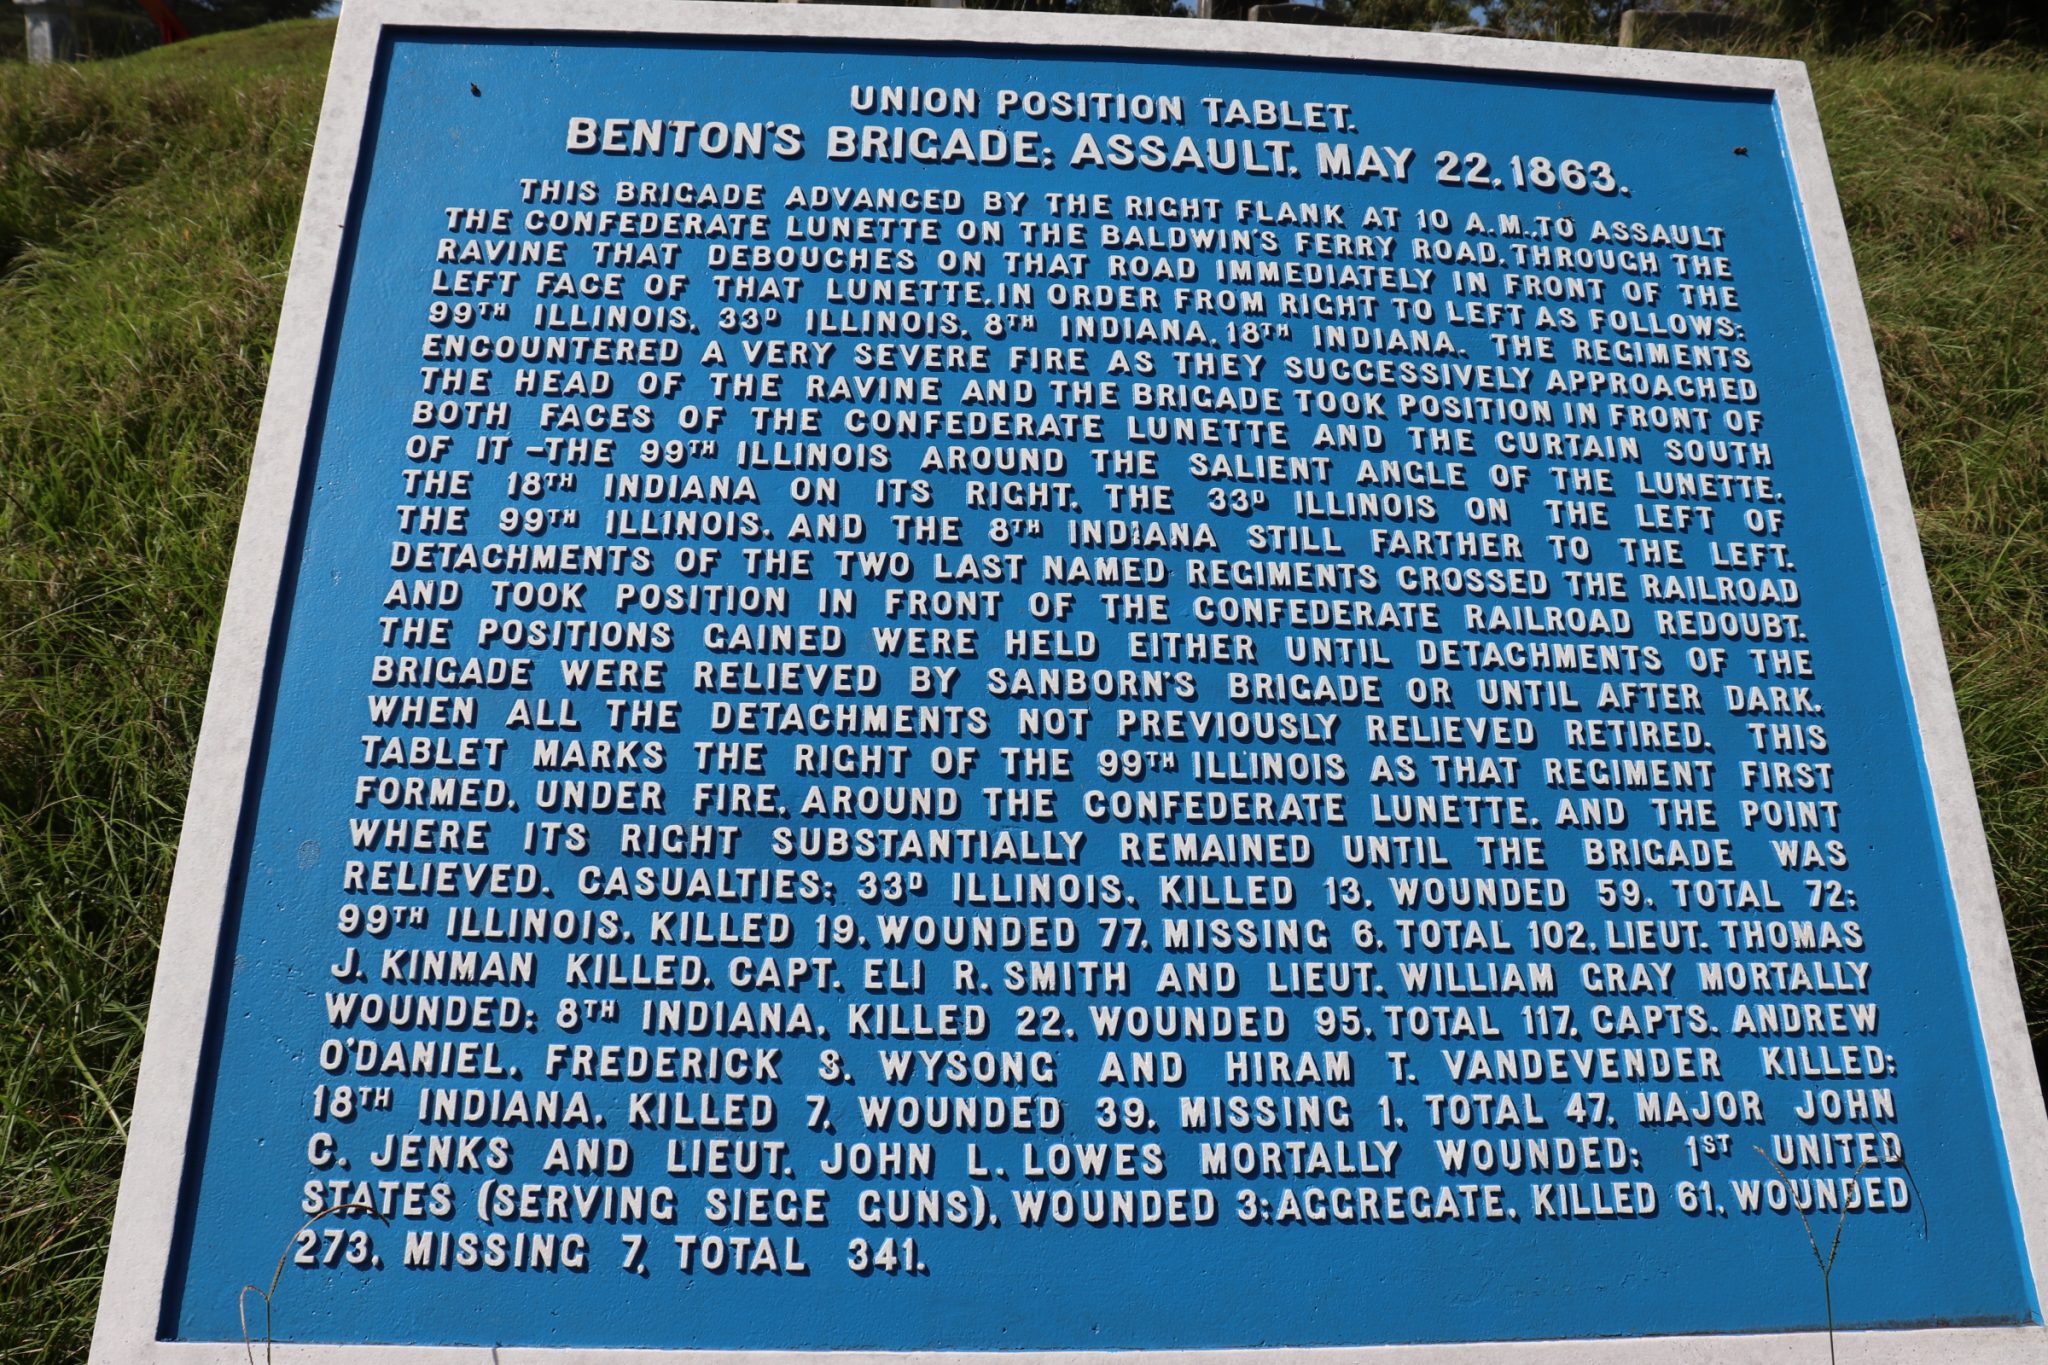 UNION POSITION TABLET.
BENTON'S BRIGADE; ASSAULT, MAY 22, 1863.
THIS BRIGADE ADVANCED BY THE RIGHT FLANK AT 10 A.M., TO ASSAULT
THE CONFEDERATE LUNETTE ON THE BALDWIN'S FERRY ROAD, THROUGH THE
RAVINE THAT DEBOUCHES ON THAT ROAD IMMEDIATELY IN FRONT OF THE
LEFT FACE OF THAT LUNETTE, IN ORDER FROM RIGHT TO LEFT AS FOLLOWS:
99TH ILLINOIS, 33D ILLINOIS, 8TH INDIANA, 18TH INDIANA. THE REGIMENTS
ENCOUNTERED A VERY SEVERE FIRE AS THEY SUCCESSIVELY APPROACHED
THE HEAD OF THE RAVINE AND THE BRIGADE TOOK POSITION IN FRONT OF
BOTH FACES OF THE CONFEDERATE LUNETTE AND THE CURTAIN SOUTH
OF IT –THE 99TH ILLINOIS AROUND THE SALIENT ANGLE OF THE LUNETTE,
THE 18TH INDIANA ON ITS RIGHT, THE 33D ILLINOIS ON THE LEFT OF
THE 99TH ILLINOIS, AND THE 8TH INDIANA STILL FARTHER TO THE LEFT.
DETACHMENTS OF THE TWO LAST NAMED REGIMENTS CROSSED THE RAILROAD
AND TOOK POSITION IN FRONT OF THE CONFEDERATE RAILROAD REDOUBT.
THE POSITIONS GAINED WERE HELD EITHER UNTIL DETACHMENTS OF THE
BRIGADE WERE RELIEVED BY SANBORN'S BRIGADE OR UNTIL AFTER DARK,
WHEN ALL THE DETACHMENTS NOT PREVIOUSLY RELIEVED RETIRED. THIS
TABLET MARKS THE RIGHT OF THE 99TH ILLINOIS AS THAT REGIMENT FIRST
FORMED, UNDER FIRE, AROUND THE CONFEDERATE LUNETTE, AND THE POINT
WHERE ITS RIGHT SUBSTANTIALLY REMAINED UNTIL THE BRIGADE WAS
RELIEVED. CASUALTIES: 33D ILLINOIS, KILLED 13, WOUNDED 59, TOTAL 72;
99TH ILLINOIS, KILLED 19, WOUNDED 77, MISSING 6, TOTAL 102, LIEUT. THOMAS
J. KINMAN KILLED, CAPT. ELI R. SMITH AND LIEUT. WILLIAM GRAY MORTALLY
WOUNDED; 8TH INDIANA, KILLED 22, WOUNDED 95, TOTAL 117, CAPTS. ANDREW
O'DANIEL, FREDERICK S. WYSONG AND HIRAM T. VANDEVENDER KILLED;
18TH INDIANA, KILLED 7, WOUNDED 39, MISSING 1, TOTAL 47, MAJOR JOHN
C. JENKS AND LIEUT. JOHN L. LOWES MORTALLY WOUNDED; 1ST UNITED
STATES (SERVING SIEGE GUNS), WOUNDED 3; AGGREGATE, KILLED 61, WOUNDED
273, MISSING 7, TOTAL 341.